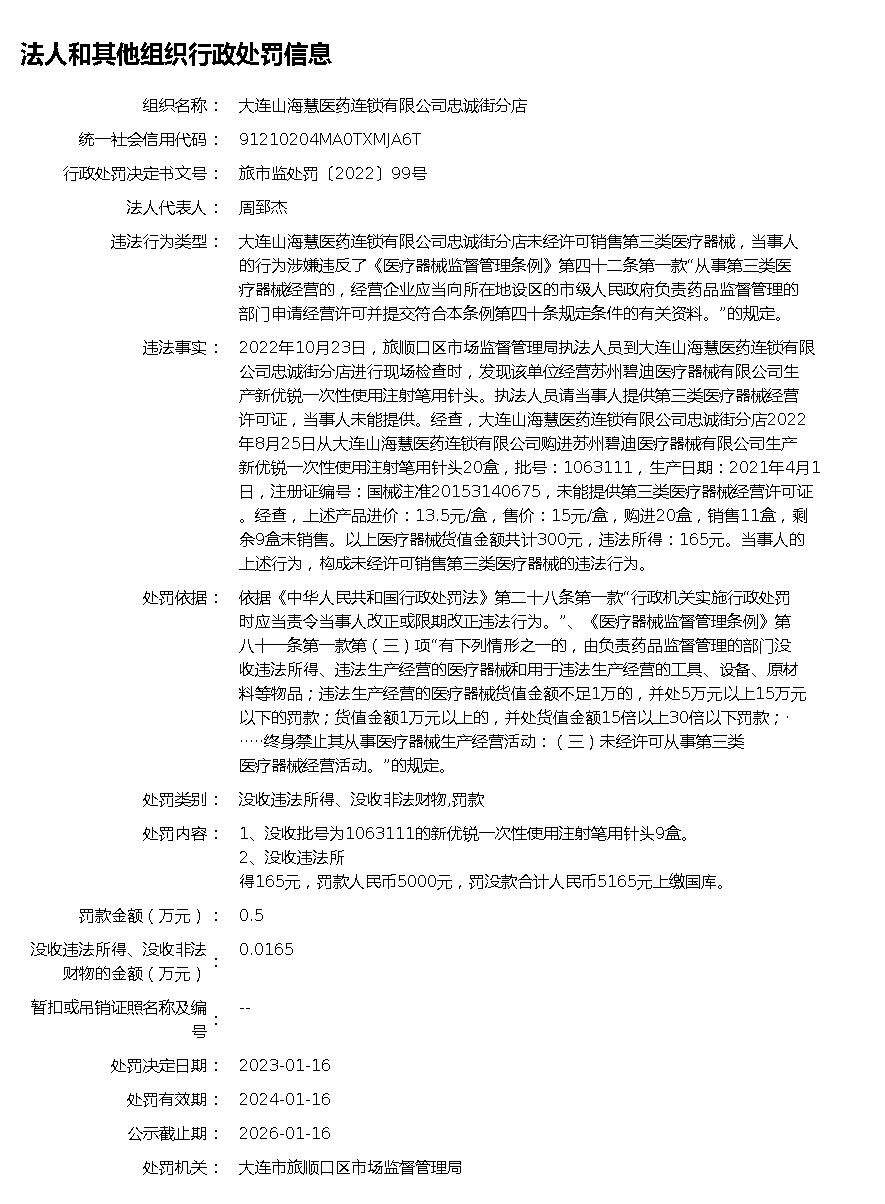 法人和其他组织行政处罚信息
组织名称： 大连山海慧医药连锁有限公司忠诚街分店
统一社会信用代码： 91210204MA0TXMJA6T
行政处罚决定书文号： 旅市监处罚〔2022〕99号
法人代表人： 周郅杰
违法行为类型： 大连山海慧医药连锁有限公司忠诚街分店未经许可销售第三类医疗器械，当事人
的行为涉嫌违反了《医疗器械监督管理条例》第四十二条第一款“从事第三类医
疗器械经营的，经营企业应当向所在地设区的市级人民政府负责药品监督管理的
部门申请经营许可并提交符合本条例第四十条规定条件的有关资料。”的规定。
违法事实： 2022年10月23日，旅顺口区市场监督管理局执法人员到大连山海慧医药连锁有限
公司忠诚街分店进行现场检查时，发现该单位经营苏州碧迪医疗器械有限公司生
产新优锐一次性使用注射笔用针头。执法人员请当事人提供第三类医疗器械经营
许可证，当事人未能提供。经查，大连山海慧医药连锁有限公司忠诚街分店2022
年8月25日从大连山海慧医药连锁有限公司购进苏州碧迪医疗器械有限公司生产
新优锐一次性使用注射笔用针头20盒，批号：1063111，生产日期：2021年4月1
日，注册证编号：国械注准20153140675，未能提供第三类医疗器械经营许可证
。经查，上述产品进价：13.5元/盒，售价：15元/盒，购进20盒，销售11盒，剩
余9盒未销售。以上医疗器械货值金额共计300元，违法所得：165元。当事人的
上述行为，构成未经许可销售第三类医疗器械的违法行为。
处罚依据： 依据《中华人民共和国行政处罚法》第二十八条第一款“行政机关实施行政处罚
时应当责令当事人改正或限期改正违法行为。”、《医疗器械监督管理条例》第
八十一条第一款第（三）项“有下列情形之一的，由负责药品监督管理的部门没
收违法所得、违法生产经营的医疗器械和用于违法生产经营的工具、设备、原材
料等物品；违法生产经营的医疗器械货值金额不足1万的，并处5万元以上15万元
以下的罚款；货值金额1万元以上的，并处货值金额15倍以上30倍以下罚款；·
·····终身禁止其从事医疗器械生产经营活动：（三）未经许可从事第三类
医疗器械经营活动。”的规定。
处罚类别： 没收违法所得、没收非法财物,罚款
处罚内容： 1、没收批号为1063111的新优锐一次性使用注射笔用针头9盒。
2、没收违法所
得165元，罚款人民币5000元，罚没款合计人民币5165元上缴国库。
罚款金额（万元）： 0.5
没收违法所得、没收非法
财物的金额（万元）： 0.0165
暂扣或吊销证照名称及编
号： --
处罚决定日期： 2023-01-16
处罚有效期： 2024-01-16
公示截止期： 2026-01-16
处罚机关： 大连市旅顺口区市场监督管理局